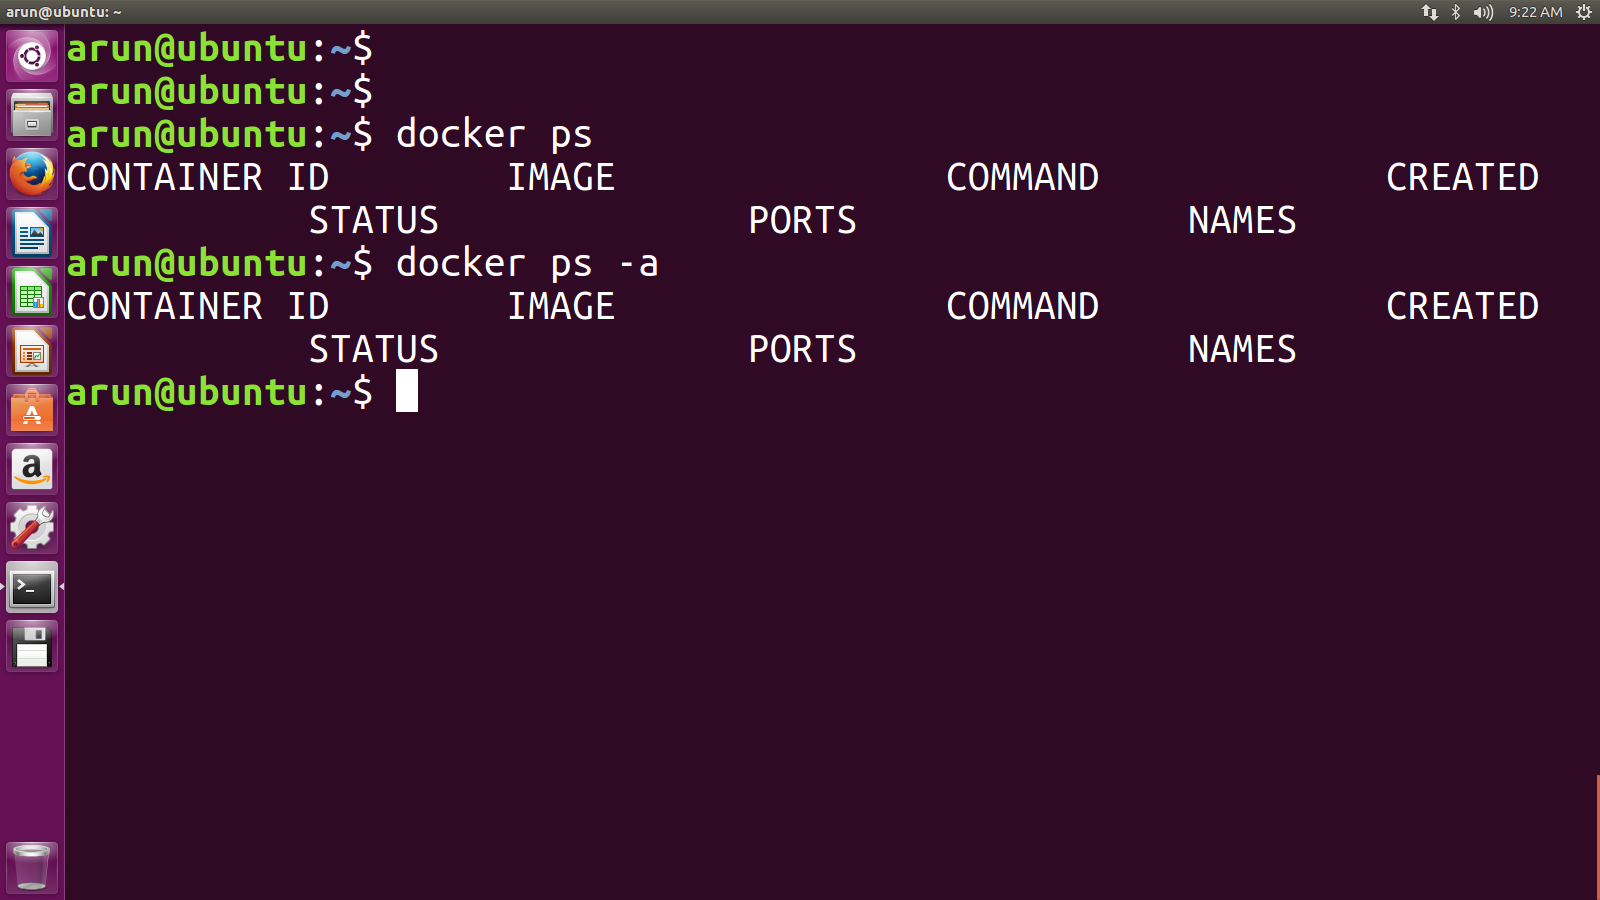 arun@ubuntu: ~
9:22 AM
arun@ubuntu:~$
arun@ubuntu:~$
arun@ubuntu:~$ docker ps
CONTAINER ID        IMAGE               COMMAND             CREATED
           STATUS              PORTS               NAMES
arun@ubuntu:~$ docker ps -a
CONTAINER ID        IMAGE               COMMAND             CREATED
           STATUS              PORTS               NAMES
arun@ubuntu:~$